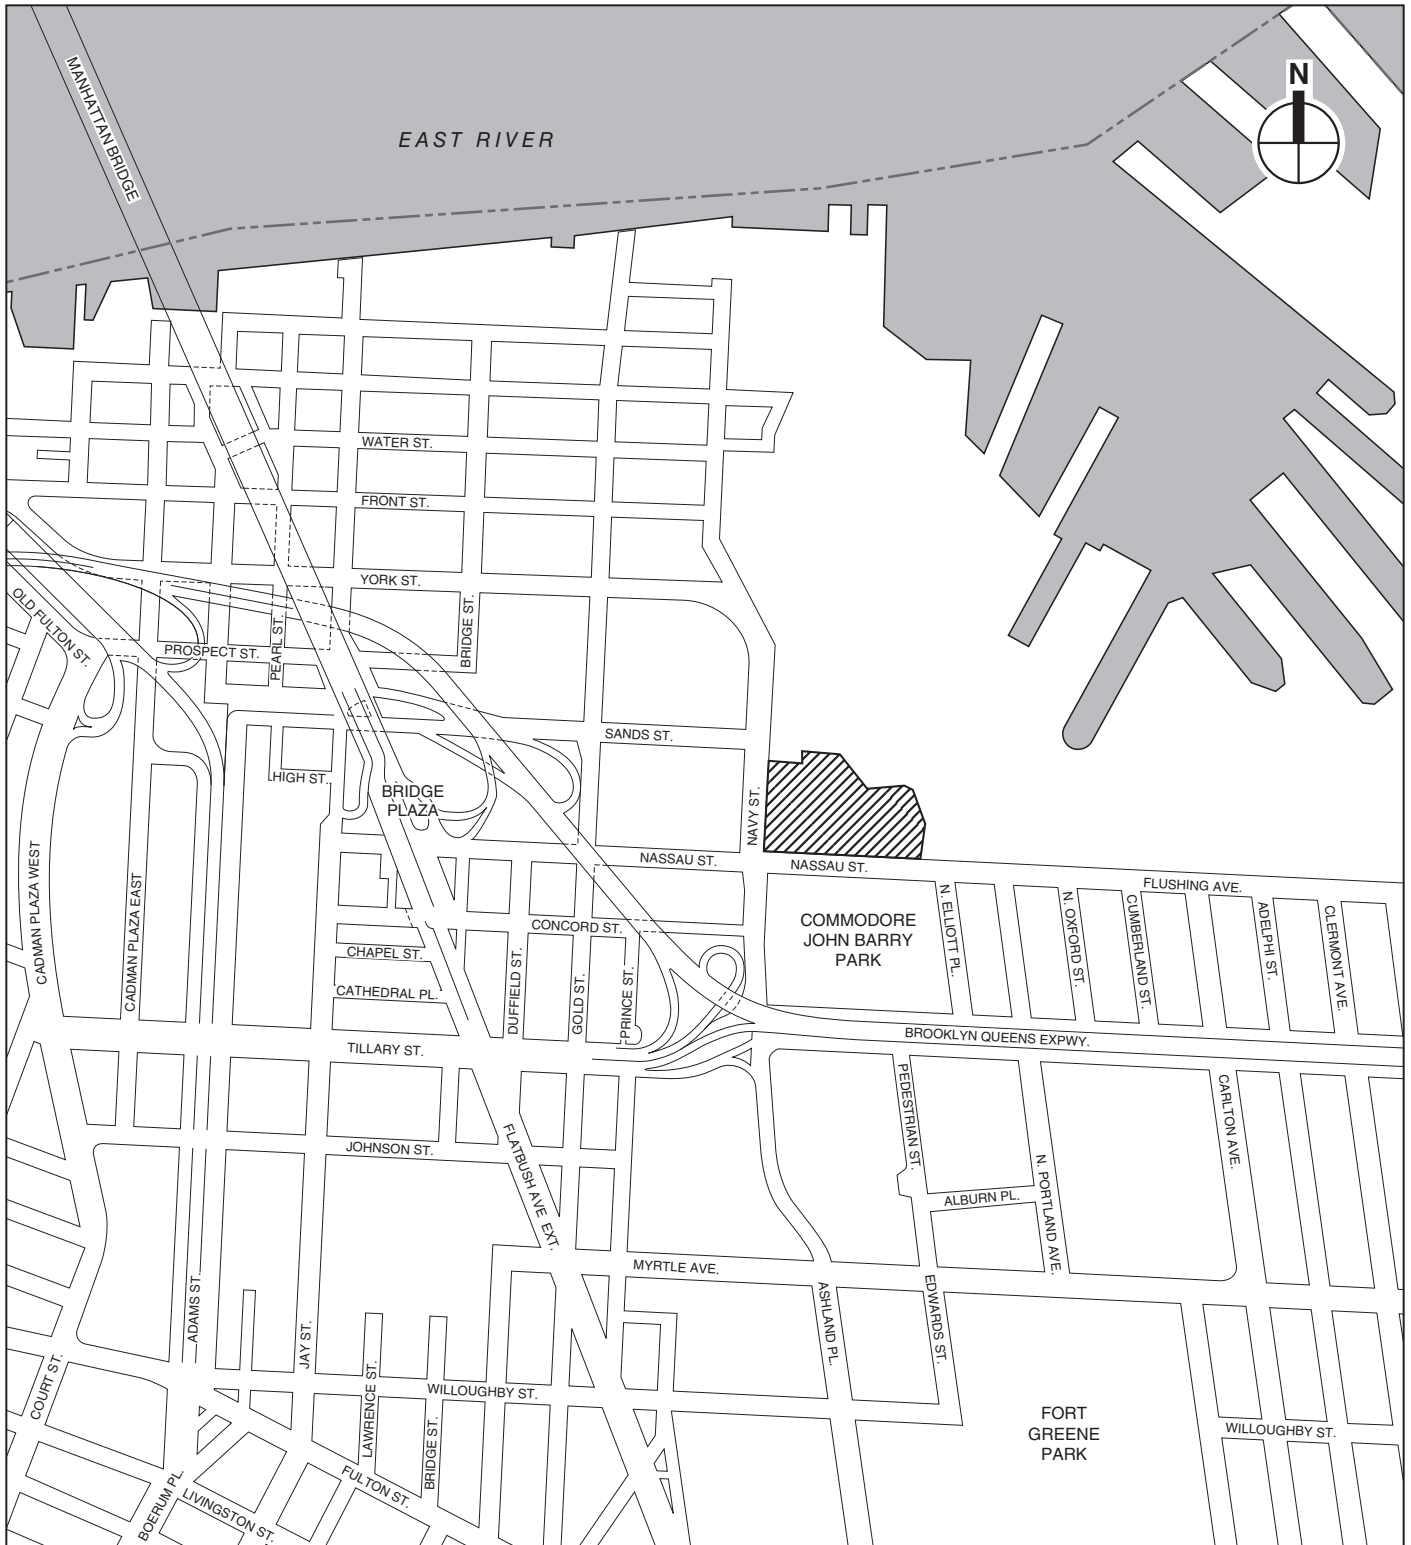 N
EAST RIVER
MANHATTAN BRIDGE
WATER ST.
FRONT ST.
YORK ST.
OLD FULTON ST.
PROSPECT ST.
PEARL ST.
BRIDGE ST.
SANDS ST.
HIGH ST.
BRIDGE
PLAZA
NAVY ST.
NASSAU ST.
NASSAU ST.
FLUSHING AVE.
CADMAN PLAZA WEST
CADMAN PLAZA EAST
COMMODORE
JOHN BARRY
PARK
N. ELLIOTT PL.
N. OXFORD ST.
CUMBERLAND ST.
ADELPHI ST.
CLERMONT AVE.
CONCORD ST.
CHAPEL ST.
CATHEDRAL PL.
DUFFIELD ST.
GOLD ST.
PRINCE ST.
BROOKLYN QUEENS EXPWY.
TILLARY ST.
PEDESTRIAN ST.
CARLTON AVE.
JOHNSON ST.
FLATBUSH AVE EXT.
N. PORTLAND AVE.
ALBURN PL.
MYRTLE AVE.
ADAMS ST.
ASHLAND PL.
EDWARDS ST.
JAY ST.
COURT ST.
LAWRENCE ST.
WILLOUGHBY ST.
BRIDGE ST.
FORT
GREENE
PARK
WILLOUGHBY ST.
FULTON ST.
BOERUM PL.
LIVINGSTON ST.